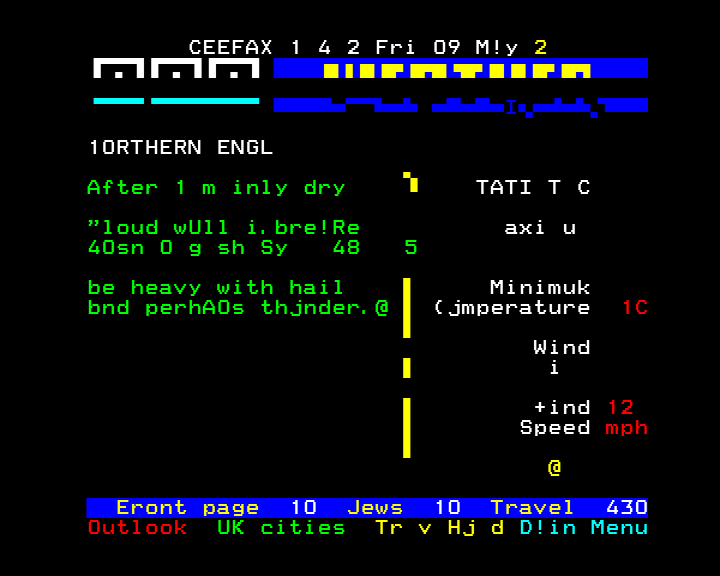 CEEFAX 1 4 2 Fri 09 M!y 2
1ORTHERN ENGL
After 1 m inly dry TATI T C
”loud wUll i.bre!Re axi u
4Osn O g sh Sy 48 5
be heavy with hail Minimuk
bnd perhAOs thjnder.@ (jmperature 1C
Wind
i
+ind 12
Speed mph
@
Eront page 10 Jews 10 Travel 430
Outlook UK cities Tr v Hj d D!in Menu